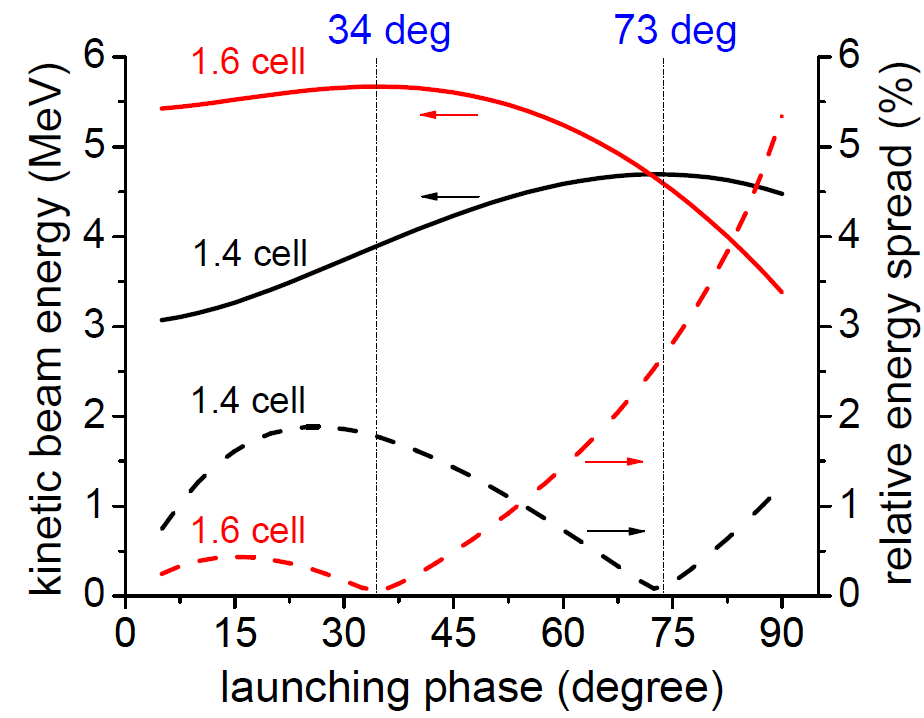 34 deg 73 deg
6 6
1.6 cell
5 5
4 4
1.4 cell
3 3
1.4 cell
2 2
1 1
1.6 cell
0 0
0 15 30 45 60 75 90
launching phase (degree)
kinetic beam energy (MeV)
relative energy spread (%)